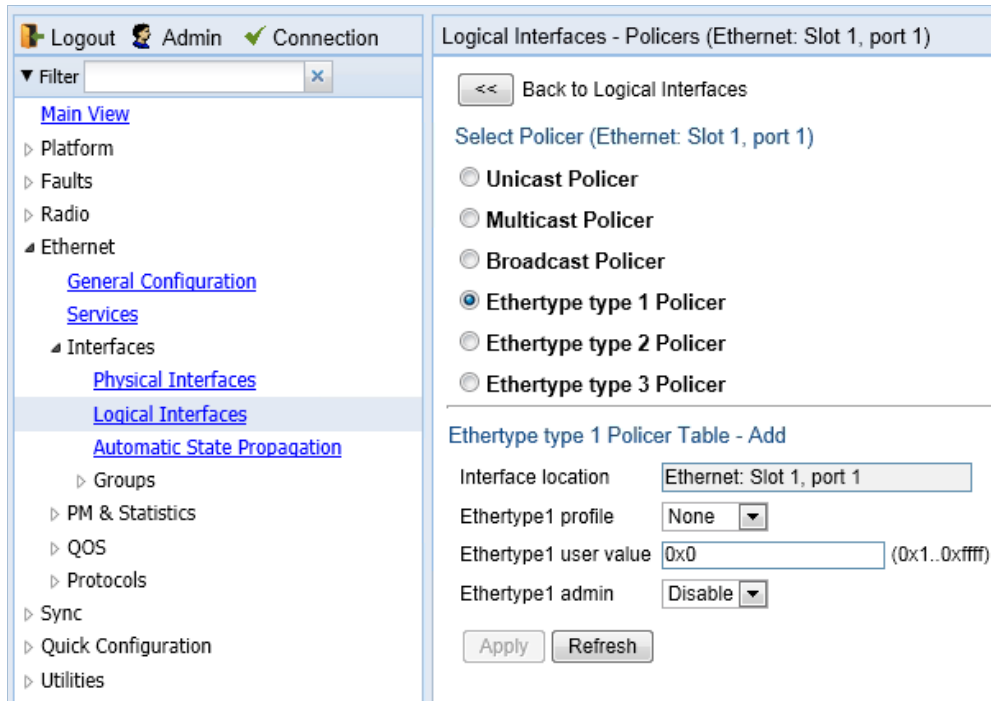 Logout Admin Connection
Filter
Main View
Platform
Faults
Radio
Ethernet
General Configuration
Services
Interfaces
Physical Interfaces
Logical Interfaces
Automatic State Propagation
Groups
PM & Statistics
QOS
Protocols
Sync
Quick Configuration
Utilities
Logical Interfaces - Policers (Ethernet: Slot 1, port 1)
<< Back to Logical Interfaces
Select Policer (Ethernet: Slot 1, port 1)
Unicast Policer
Multicast Policer
Broadcast Policer
Ethertype type 1 Policer
Ethertype type 2 Policer
Ethertype type 3 Policer
Ethertype type 1 Policer Table - Add
Interface location Ethernet: Slot 1, port 1
Ethertype1 profile None
Ethertype1 user value 0x0 (0x1..0xffff)
Ethertype1 admin Disable
Apply Refresh